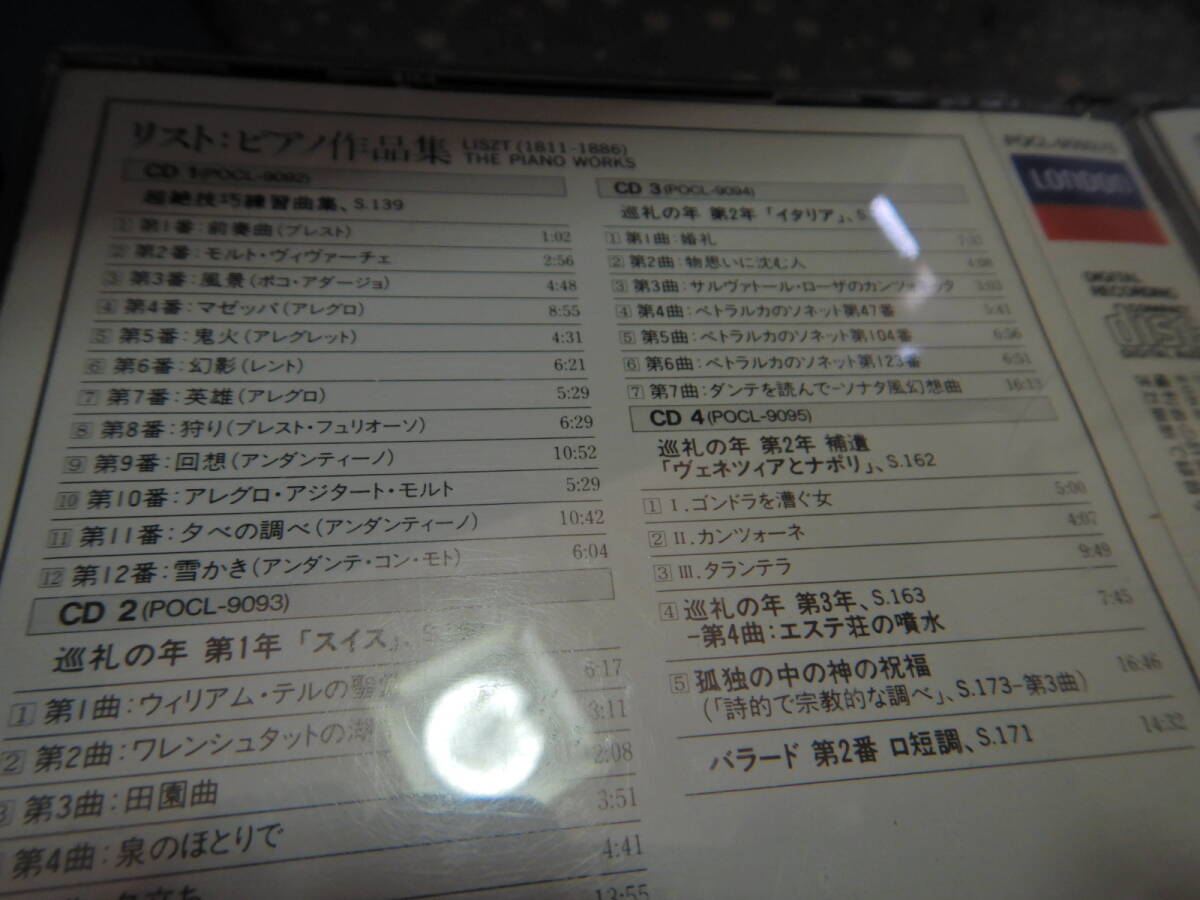 リスト：ピアノ作品集 LISZT (1811-1886)
THE PIANO WORKS
CD 1 (POCL-9092)
超絶技巧練習曲集、S.139
1 第1番：前奏曲(プレスト) 1:02
2 第2番：モルト・ヴィヴァーチェ 2:56
3 第3番：風景(ポコ・アダージョ) 4:48
4 第4番：マゼッパ(アレグロ) 8:55
5 第5番：鬼火(アレグレット) 4:31
6 第6番：幻影(レント) 6:21
7 第7番：英雄(アレグロ) 5:29
8 第8番：狩り(プレスト・フュリオーソ) 6:29
9 第9番：回想(アンダンティーノ) 10:52
10 第10番：アレグロ・アジタート・モルト 5:29
11 第11番：夕べの調べ(アンダンティーノ) 10:42
12 第12番：雪かき(アンダンテ・コン・モト) 6:04
CD 2 (POCL-9093)
巡礼の年 第1年「スイス」、
1 第1曲：ウィリアム・テルの聖 6:17
2 第2曲：ワレンシュタットの湖 3:11
3 第3曲：田園曲 2:08
第4曲：泉のほとりで 3:51
4:41
13:55
CD 3 (POCL-9094)
巡礼の年 第2年「イタリア」、S.
1 第1曲：婚礼
2 第2曲：物思いに沈む人 4:08
3 第3曲：サルヴァトール・ローザのカンツォネッタ 3:03
4 第4曲：ペトラルカのソネット第47番 5:41
5 第5曲：ペトラルカのソネット第104番 6:56
6 第6曲：ペトラルカのソネット第123番 6:51
7 第7曲：ダンテを読んで−ソナタ風幻想曲 16:13
CD 4 (POCL-9095)
巡礼の年 第2年 補遺
「ヴェネツィアとナポリ」、S.162
1 I.ゴンドラを漕ぐ女 5:00
2 II.カンツォーネ 4:07
3 III.タランテラ 9:49
4 巡礼の年 第3年、S.163 7:45
−第4曲：エステ荘の噴水
5 孤独の中の神の祝福 16:46
(「詩的で宗教的な調べ」、S.173−第3曲)
バラード 第2番 ロ短調、S.171 14:32
LONDON
DIGITAL
RECORDING